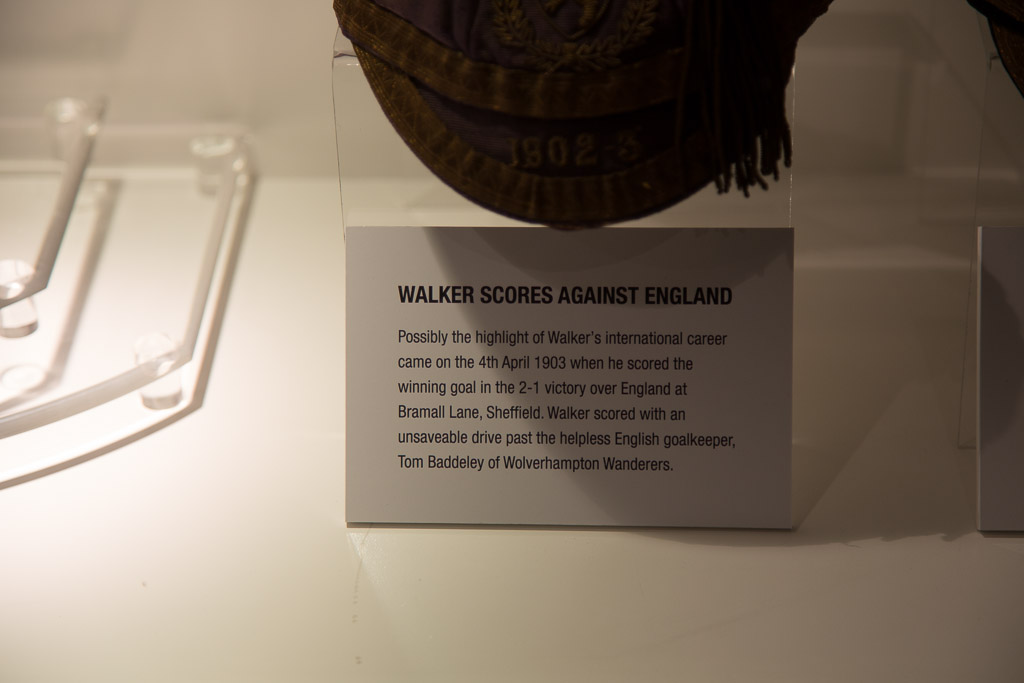 1902-3
WALKER SCORES AGAINST ENGLAND
Possibly the highlight of Walker's international career
came on the 4th April 1903 when he scored the
winning goal in the 2-1 victory over England at
Bramall Lane, Sheffield. Walker scored with an
unsaveable drive past the helpless English goalkeeper,
Tom Baddeley of Wolverhampton Wanderers.